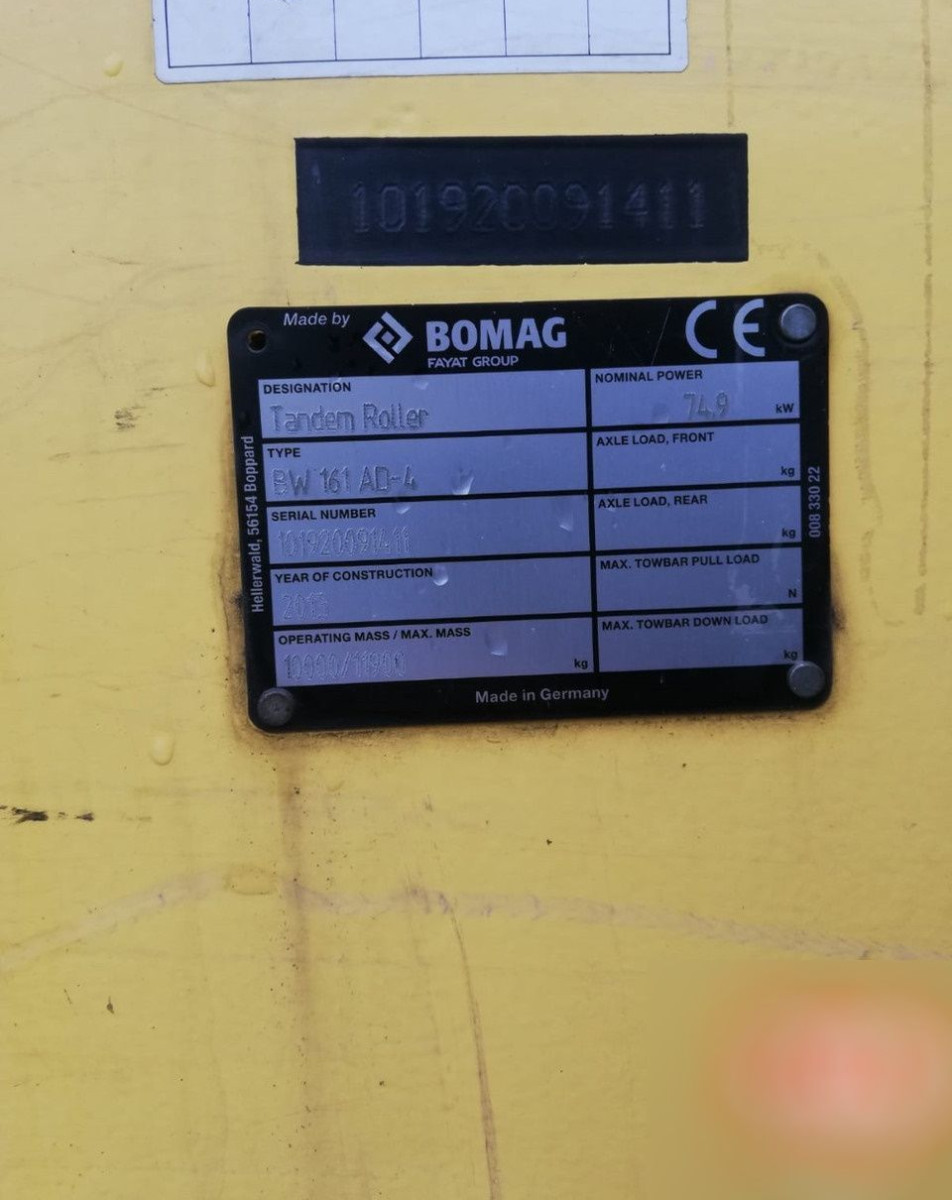 101920091411
Made by
BOMAG
FAYAT GROUP
CE
DESIGNATION
Tandem Roller
NOMINAL POWER
74.9 kW
TYPE
BW 161 AD-4
AXLE LOAD, FRONT
kg
SERIAL NUMBER
101920091411
AXLE LOAD, REAR
kg
YEAR OF CONSTRUCTION
MAX. TOWBAR PULL LOAD
N
OPERATING MASS / MAX. MASS
10000/11900 kg
MAX. TOWBAR DOWN LOAD
kg
Hellerwald, 56154 Boppard
008 330 22
Made in Germany